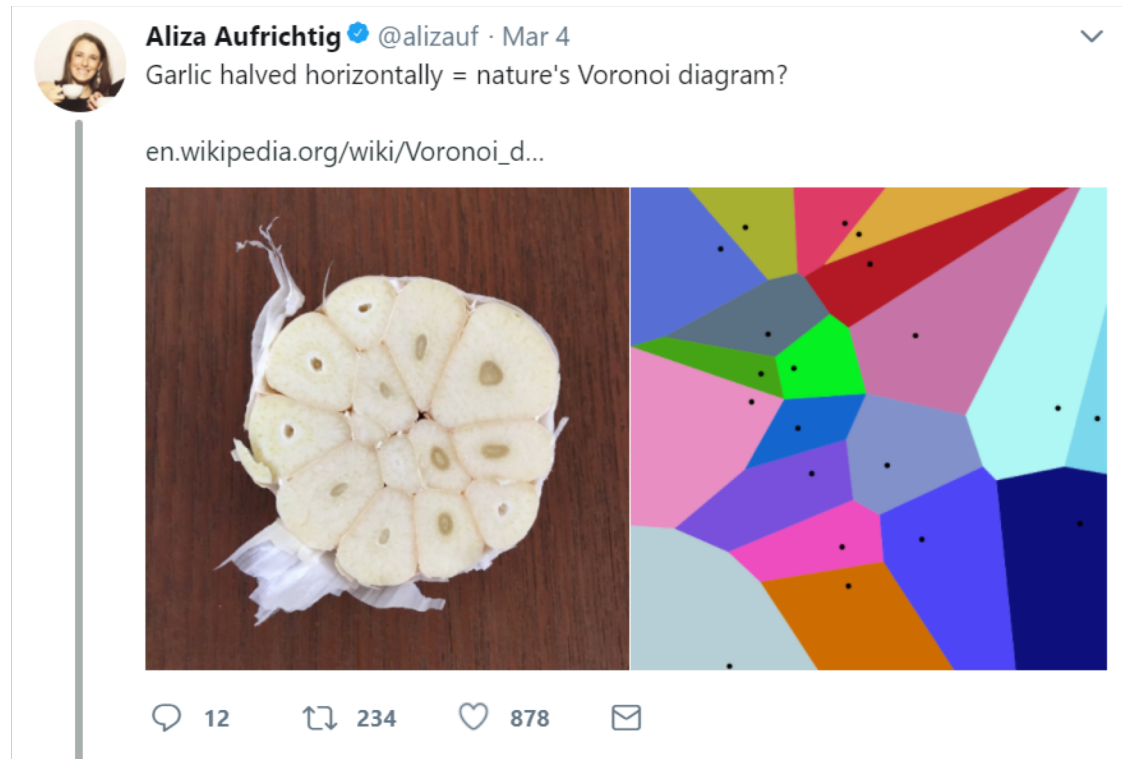 Aliza Aufrichtig @alizauf · Mar 4
Garlic halved horizontally = nature's Voronoi diagram?
en.wikipedia.org/wiki/Voronoi_d...
12 234 878